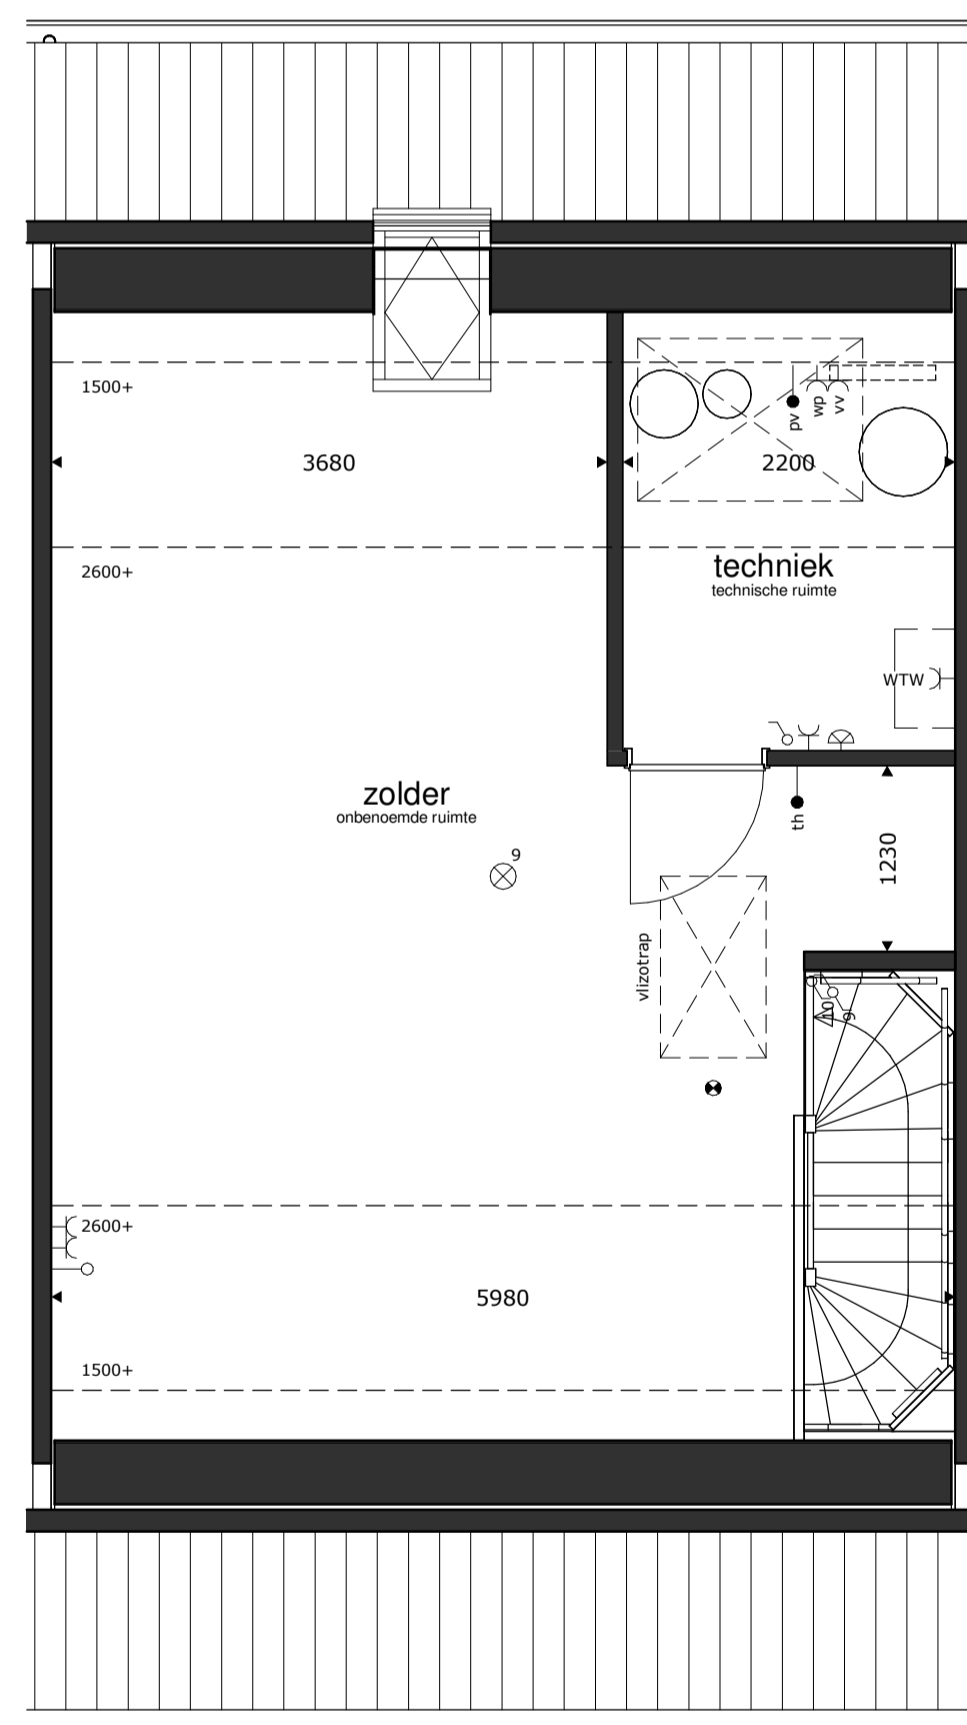 1500+
pv
wp
vv
3680
2200
2600+
techniek
technische ruimte
WTW
zolder
onbenoemde ruimte
9
th
1230
vlizotrap
10
9
2600+
5980
1500+